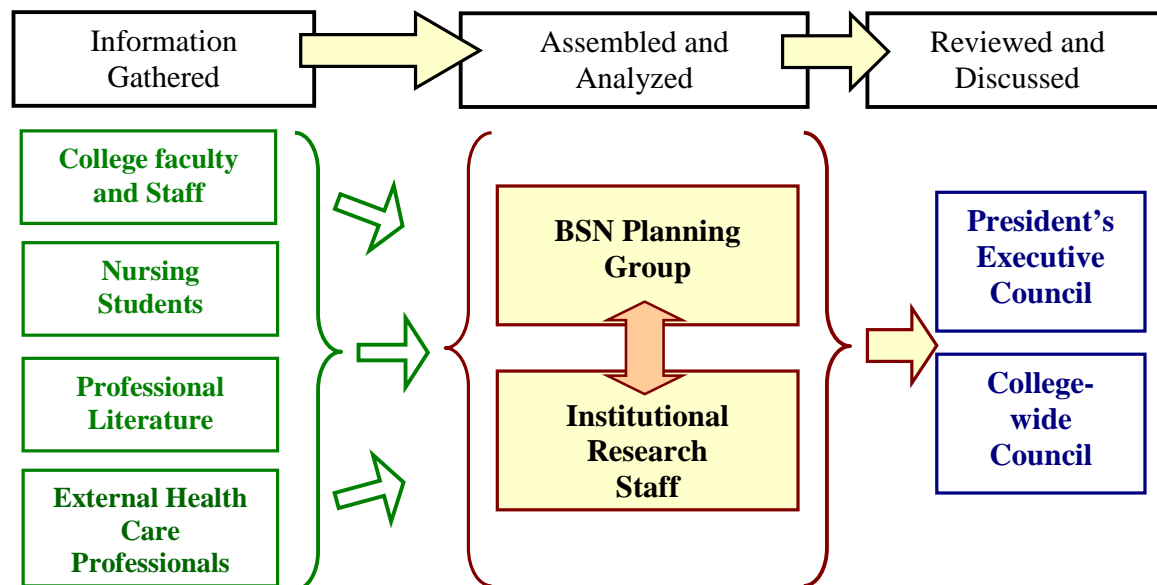 Information
Gathered
Assembled and
Analyzed
Reviewed and
Discussed
College faculty
and Staff
Nursing
Students
Professional
Literature
External Health
Care
Professionals
BSN Planning
Group
Institutional
Research
Staff
President’s
Executive
Council
College-
wide
Council